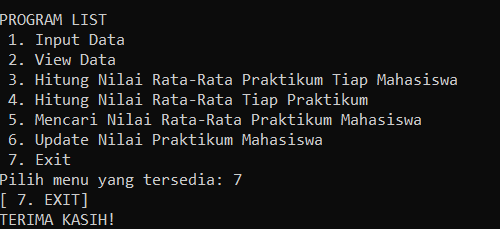 PROGRAM LIST
1. Input Data
2. View Data
3. Hitung Nilai Rata-Rata Praktikum Tiap Mahasiswa
4. Hitung Nilai Rata-Rata Tiap Praktikum
5. Mencari Nilai Rata-Rata Praktikum Mahasiswa
6. Update Nilai Praktikum Mahasiswa
7. Exit
Pilih menu yang tersedia: 7
[ 7. EXIT]
TERIMA KASIH!